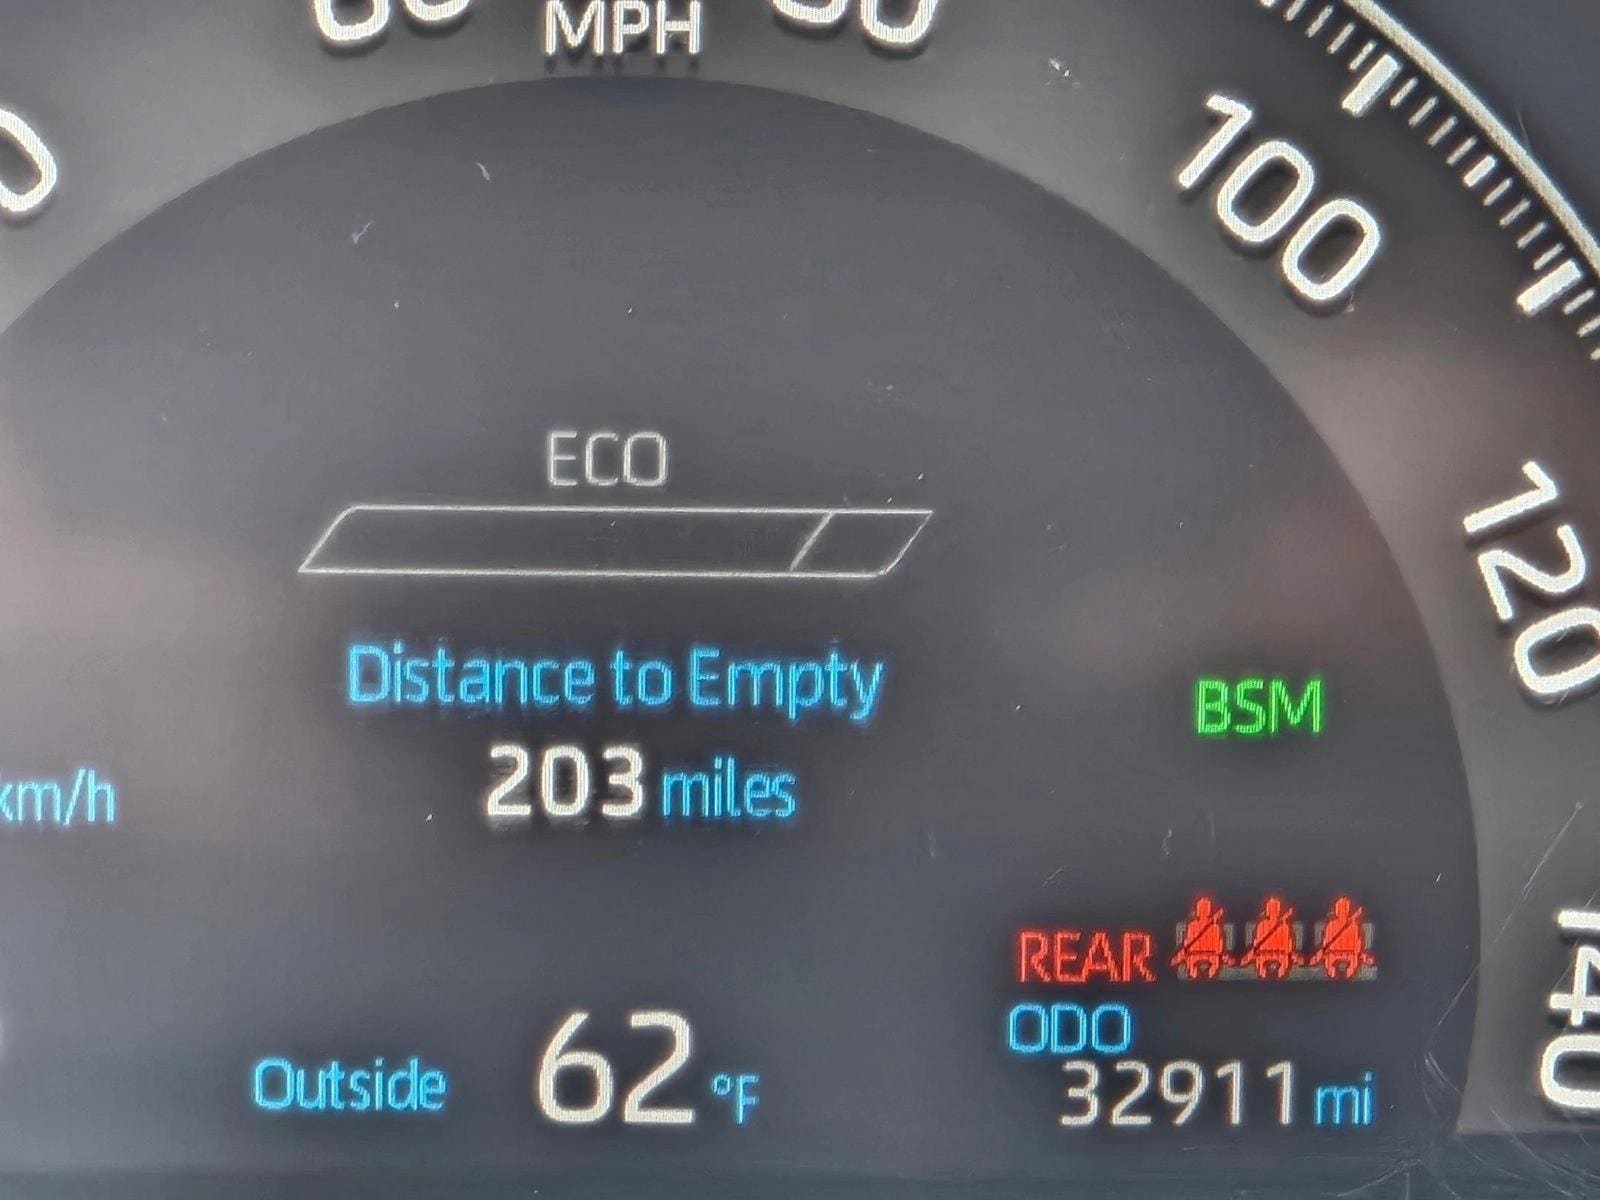 MPH
100
120
140
ECO
Distance to Empty
203 miles
BSM
km/h
REAR
ODO
32911 mi
Outside 62 °F